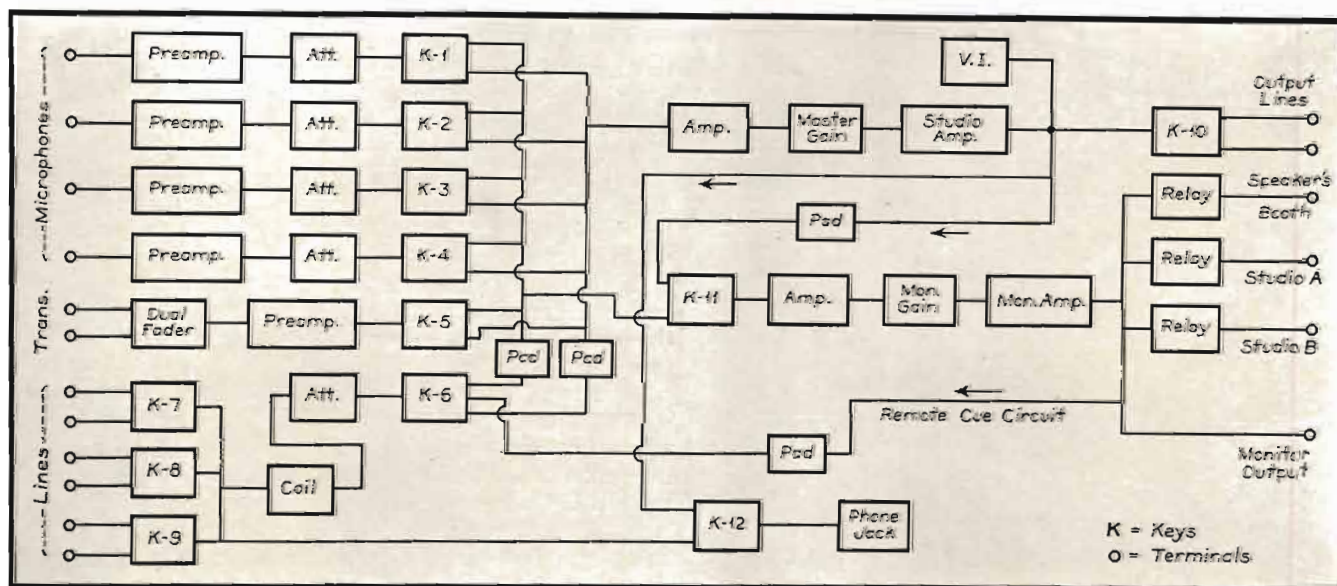 Microphones
Trans.
Lines
Preamp.
Att.
K-1
Preamp.
Att.
K-2
Preamp.
Att.
K-3
Preamp.
Att.
K-4
Dual
Fader
Preamp.
K-5
Pad
Pad
K-7
Att.
K-6
K-8
Coil
K-9
V.I.
Amp.
Master
Gain
Studio
Amp.
K-10
Output
Lines
Pad
Relay
Speaker's
Booth
K-11
Amp.
Mon.
Gain
Mon. Amp.
Relay
Studio A
Relay
Studio B
Remote Cue Circuit
Pad
Monitor
Output
K-12
Phone
Jack
K = Keys
O = Terminals